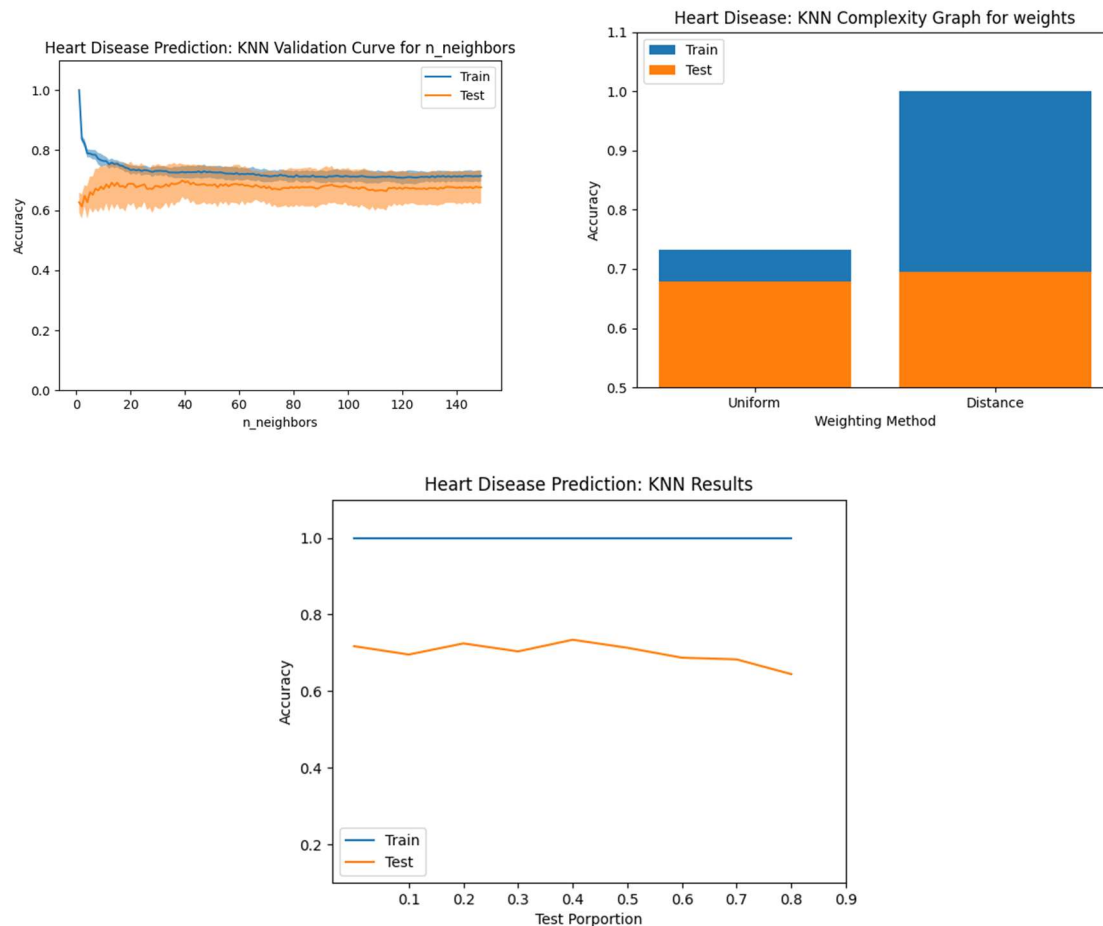 Heart Disease Prediction: KNN Validation Curve for n_neighbors
Train
Test
1.0
0.8
0.6
0.4
0.2
0.0
Accuracy
0
20
40
60
80
100
120
140
n_neighbors
Heart Disease: KNN Complexity Graph for weights
Train
Test
1.1
1.0
0.9
0.8
0.7
0.6
0.5
Accuracy
Uniform
Distance
Weighting Method
Heart Disease Prediction: KNN Results
1.0
0.8
0.6
0.4
0.2
Accuracy
Train
Test
0.1
0.2
0.3
0.4
0.5
0.6
0.7
0.8
0.9
Test Porportion